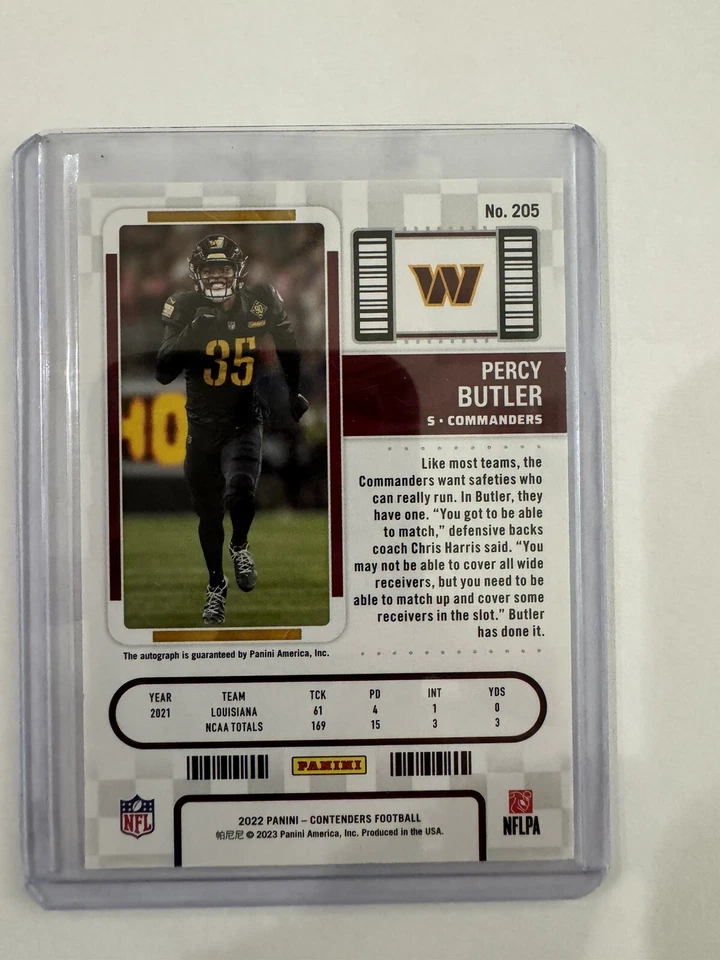 No. 205
W
35
HO
PERCY
BUTLER
S • COMMANDERS
Like most teams, the
Commanders want safeties who
can really run. In Butler, they
have one. “You got to be able
to match,” defensive backs
coach Chris Harris said. “You
may not be able to cover all wide
receivers, but you need to be
able to match up and cover some
receivers in the slot.” Butler
has done it.
The autograph is guaranteed by Panini America, Inc.
YEAR TEAM TCK PD INT YDS
2021 LOUISIANA 61 4 1 0
NCAA TOTALS 169 15 3 3
PANINI
NFL
2022 PANINI – CONTENDERS FOOTBALL
帕尼尼 © 2023 Panini America, Inc. Produced in the USA.
NFLPA